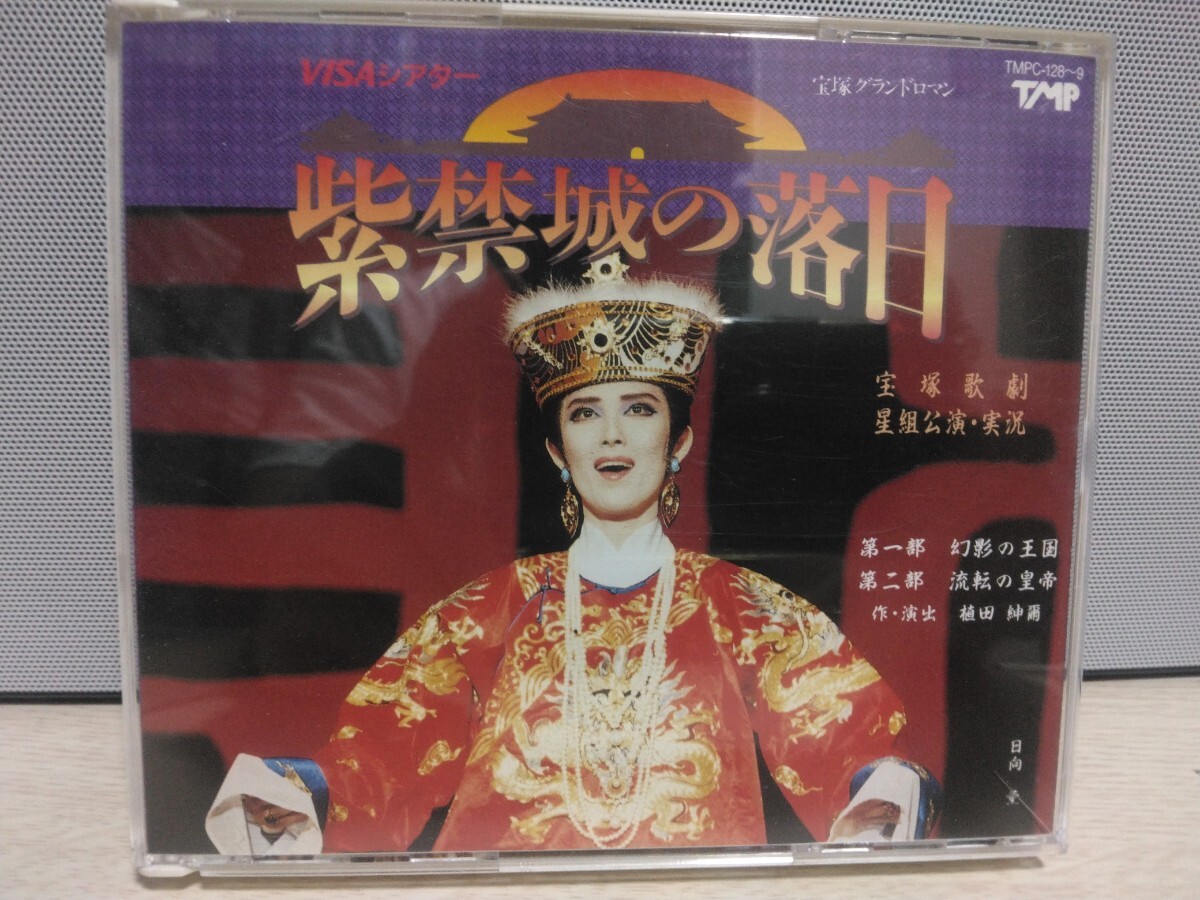 VISAシアター
宝塚グランドロマン
TMPC-128〜9
TMP
紫禁城の落日
宝塚歌劇
星組公演・実況
第一部 幻影の王国
第二部 流転の皇帝
作・演出 植田 紳爾
日向 薫